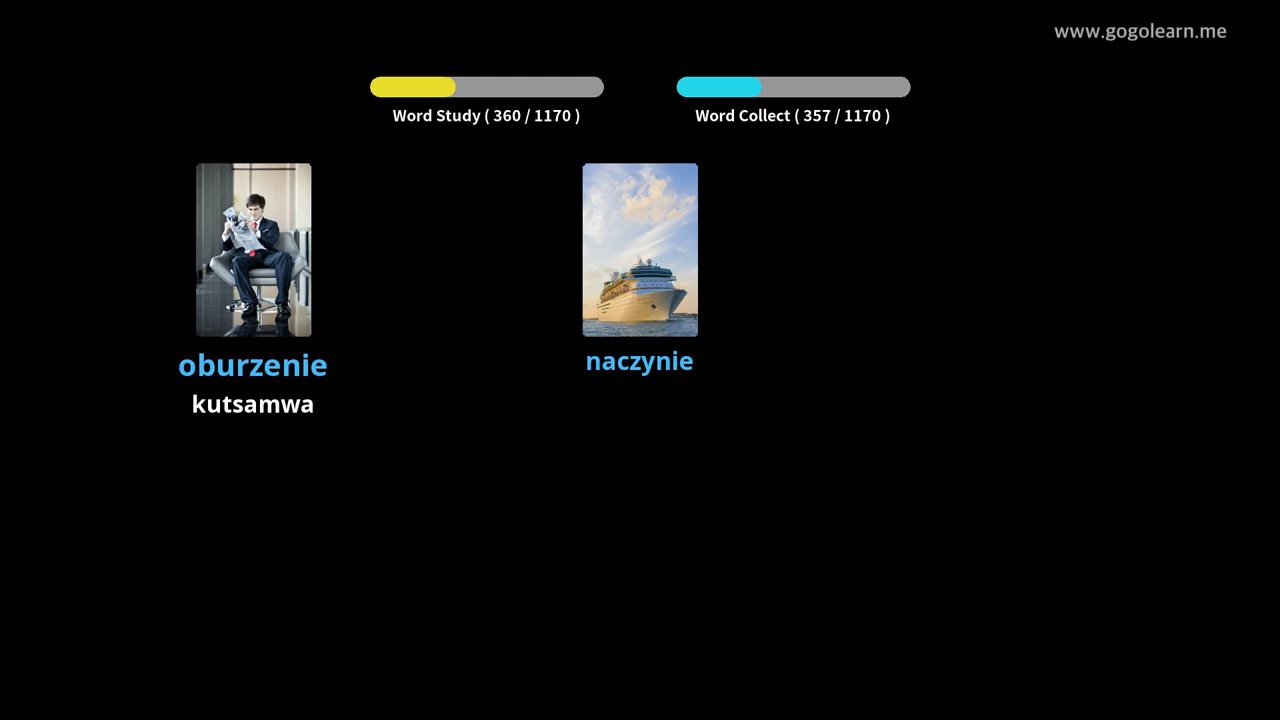 www.gogolearn.me
Word Study ( 360 / 1170 )
Word Collect ( 357 / 1170 )
oburzenie
kutsamwa
naczynie